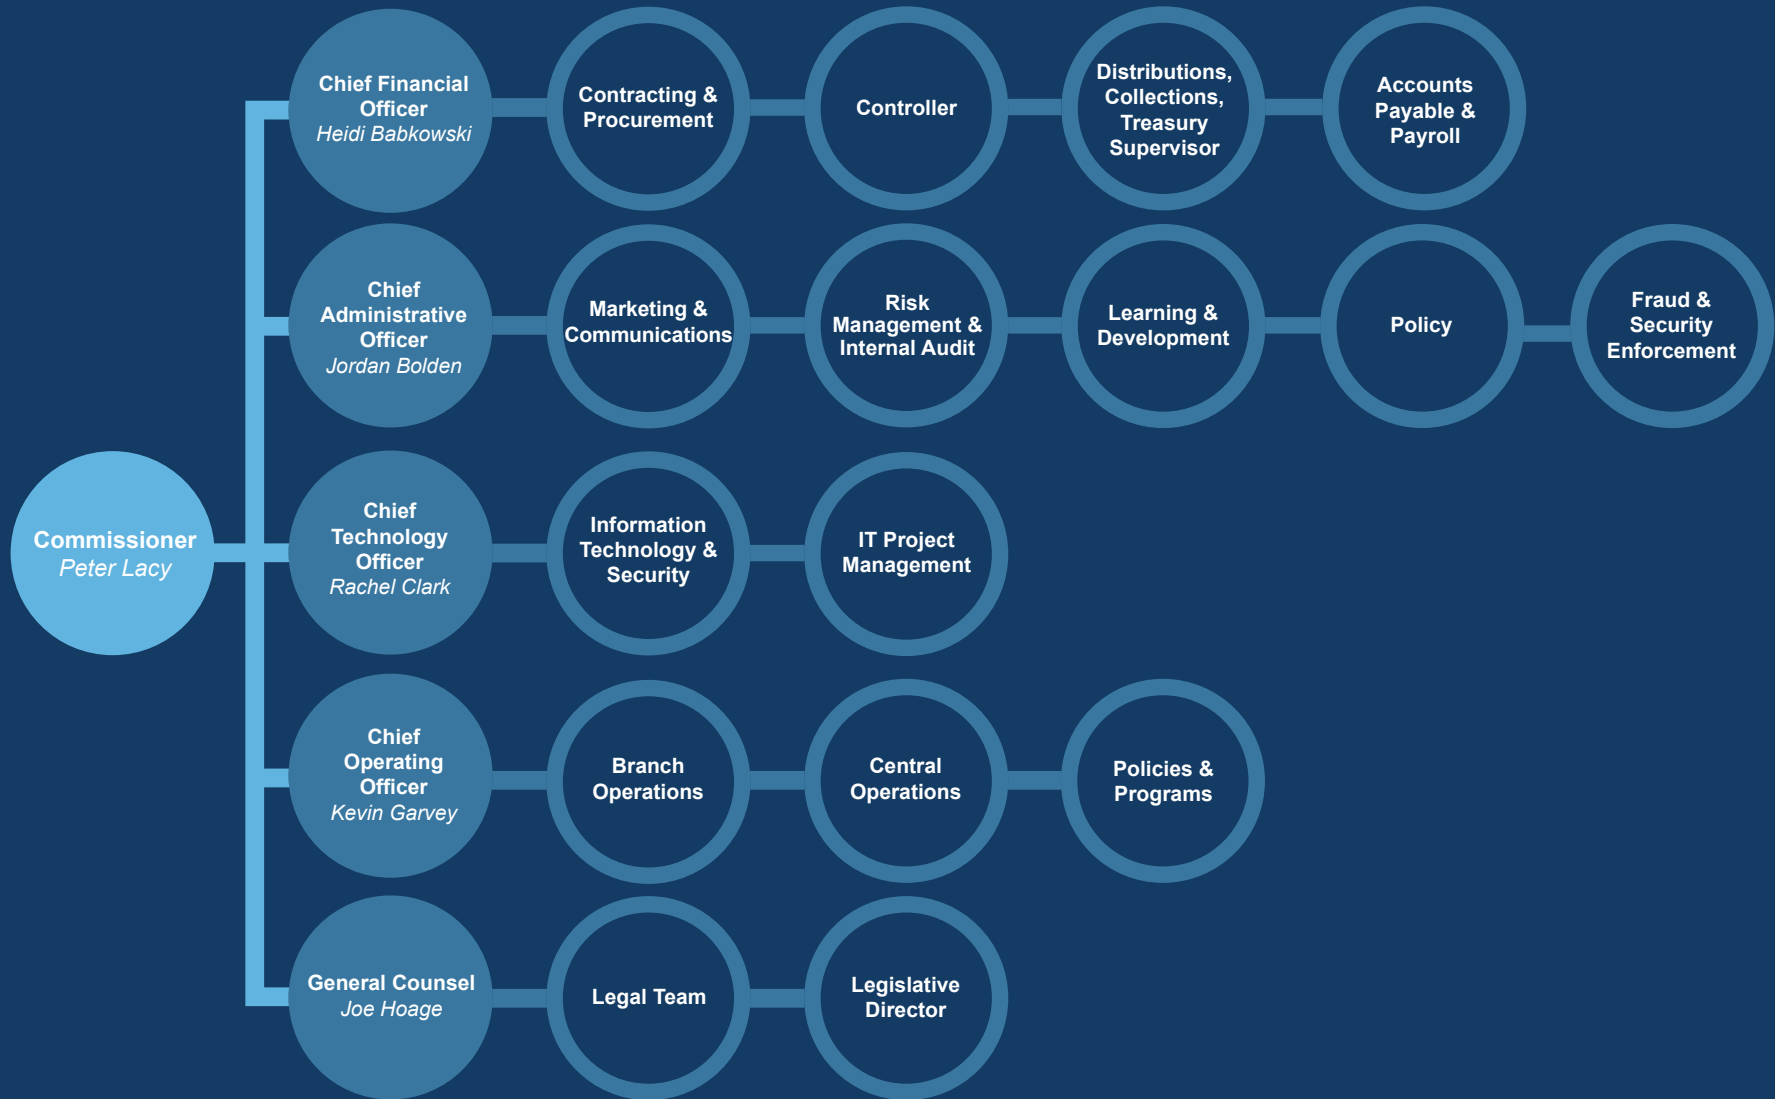 Chief Financial
Officer
Heidi Babkowski
Contracting &
Procurement
Controller
Distributions,
Collections,
Treasury
Supervisor
Accounts
Payable &
Payroll
Chief
Administrative
Officer
Jordan Bolden
Marketing &
Communications
Risk
Management &
Internal Audit
Learning &
Development
Policy
Fraud &
Security
Enforcement
Commissioner
Peter Lacy
Chief
Technology
Officer
Rachel Clark
Information
Technology &
Security
IT Project
Management
Chief
Operating
Officer
Kevin Garvey
Branch
Operations
Central
Operations
Policies &
Programs
General Counsel
Joe Hoage
Legal Team
Legislative
Director